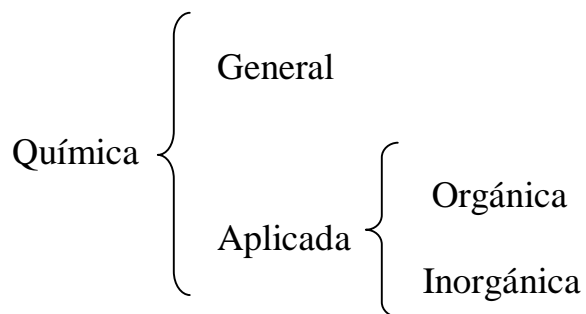 Química
General
Aplicada
Orgánica
Inorgánica